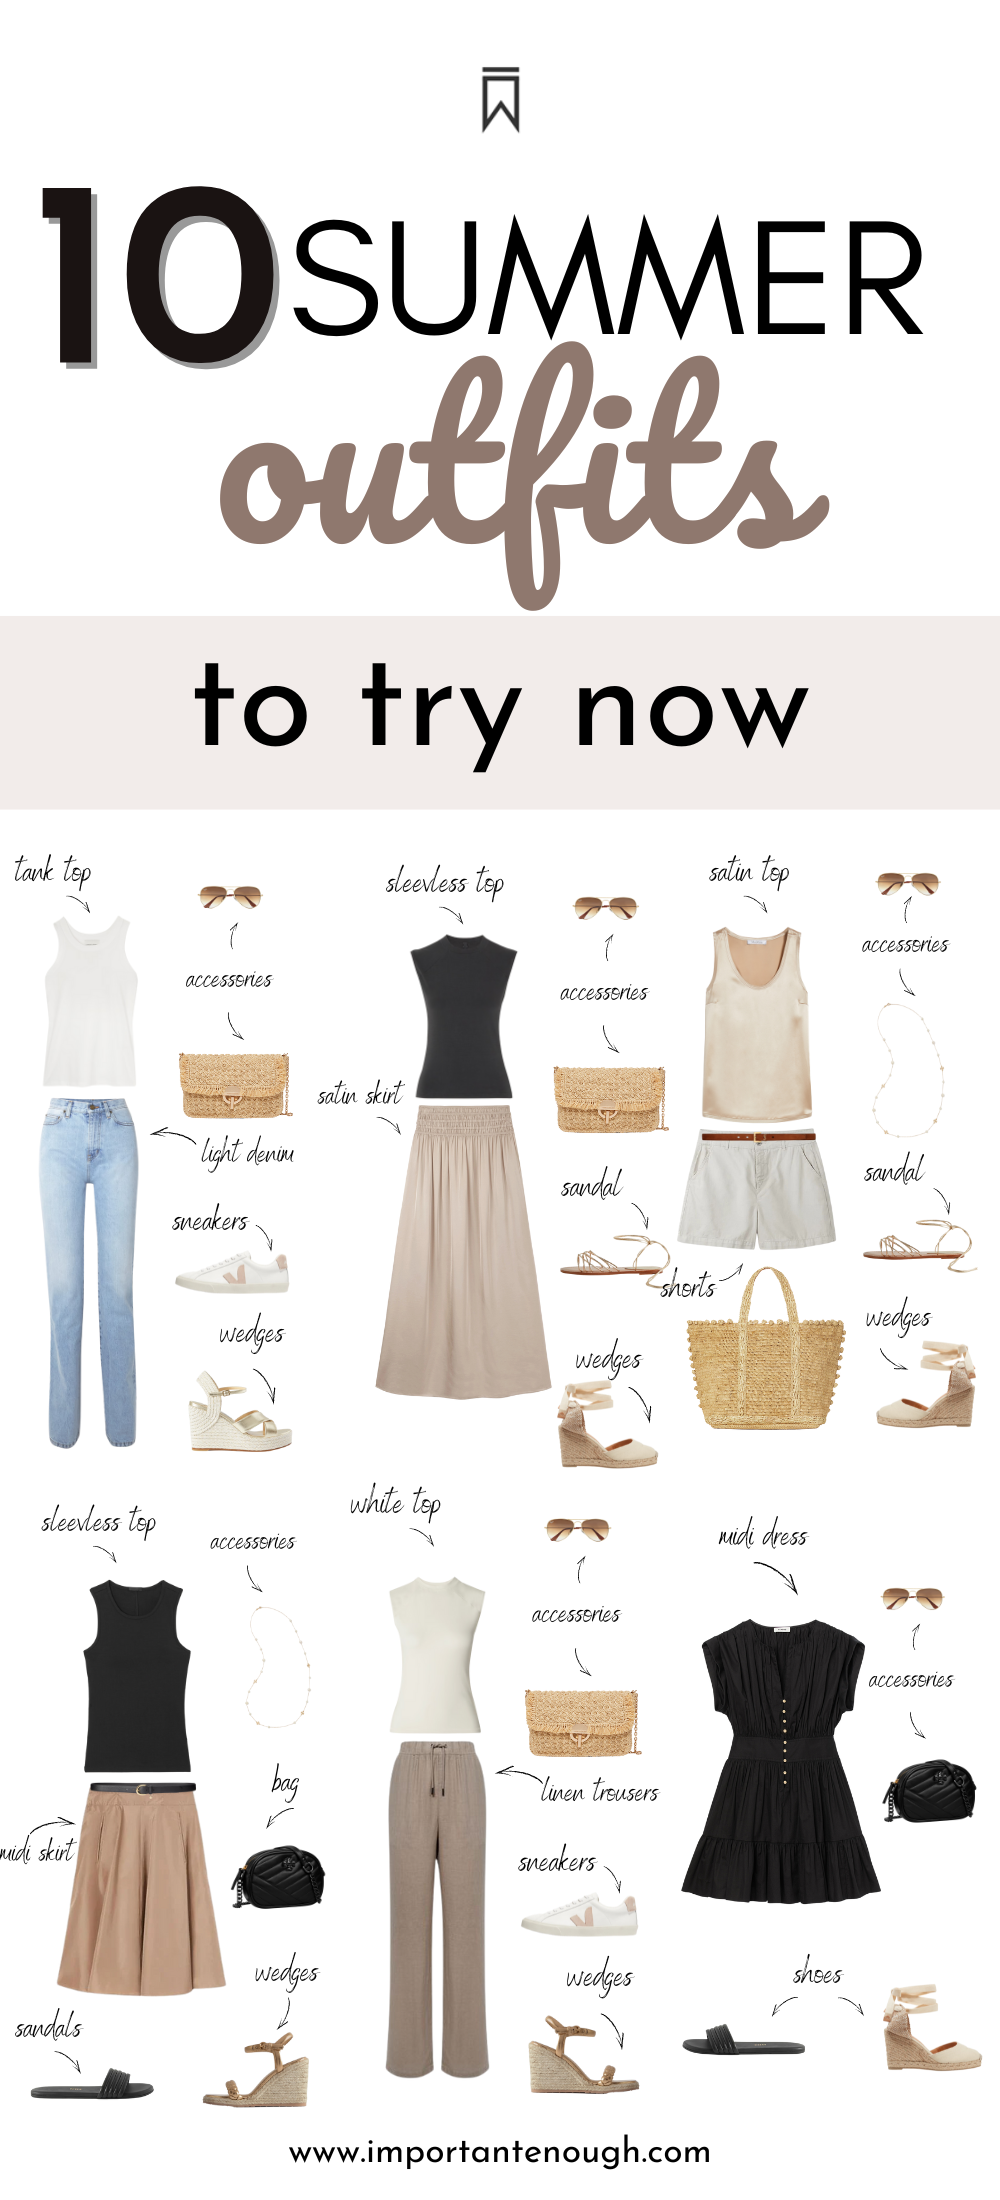 10 SUMMER
outfits
to try now
tank top
accessories
light denim
sneakers
wedges
sleevless top
accessories
satin skirt
sandal
wedges
satin top
accessories
sandal
shorts
wedges
sleevless top
accessories
bag
midi skirt
wedges
sandals
white top
accessories
linen trousers
sneakers
wedges
midi dress
accessories
shoes
www.importantenough.com